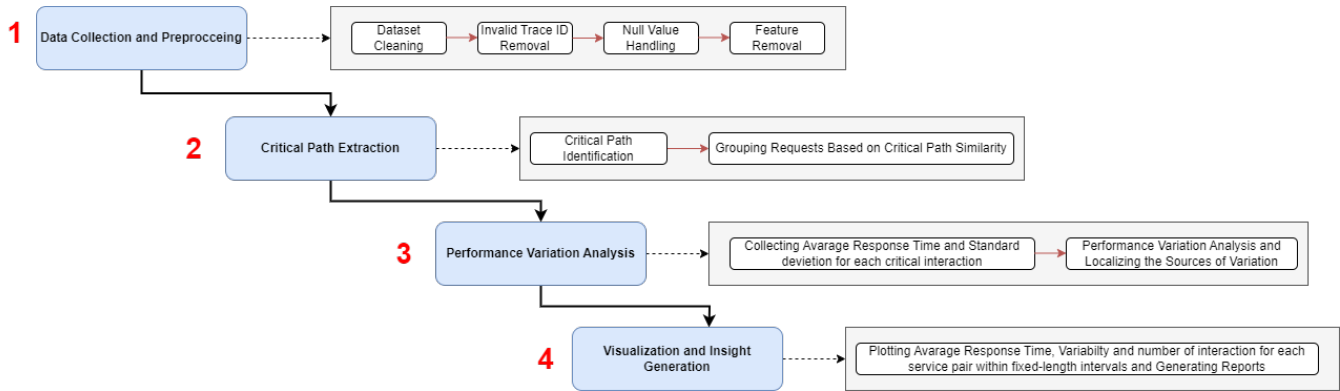 1
Data Collection and Preprocceing
Dataset
Cleaning
Invalid Trace ID
Removal
Null Value
Handling
Feature
Removal
2
Critical Path Extraction
Critical Path
Identification
Grouping Requests Based on Critical Path Similarity
3
Performance Variation Analysis
Collecting Avarage Response Time and Standard
devietion for each critical interaction
Performance Variation Analysis and
Localizing the Sources of Variation
4
Visualization and Insight
Generation
Plotting Avarage Response Time, Variabilty and number of interaction for each
service pair within fixed-length intervals and Generating Reports